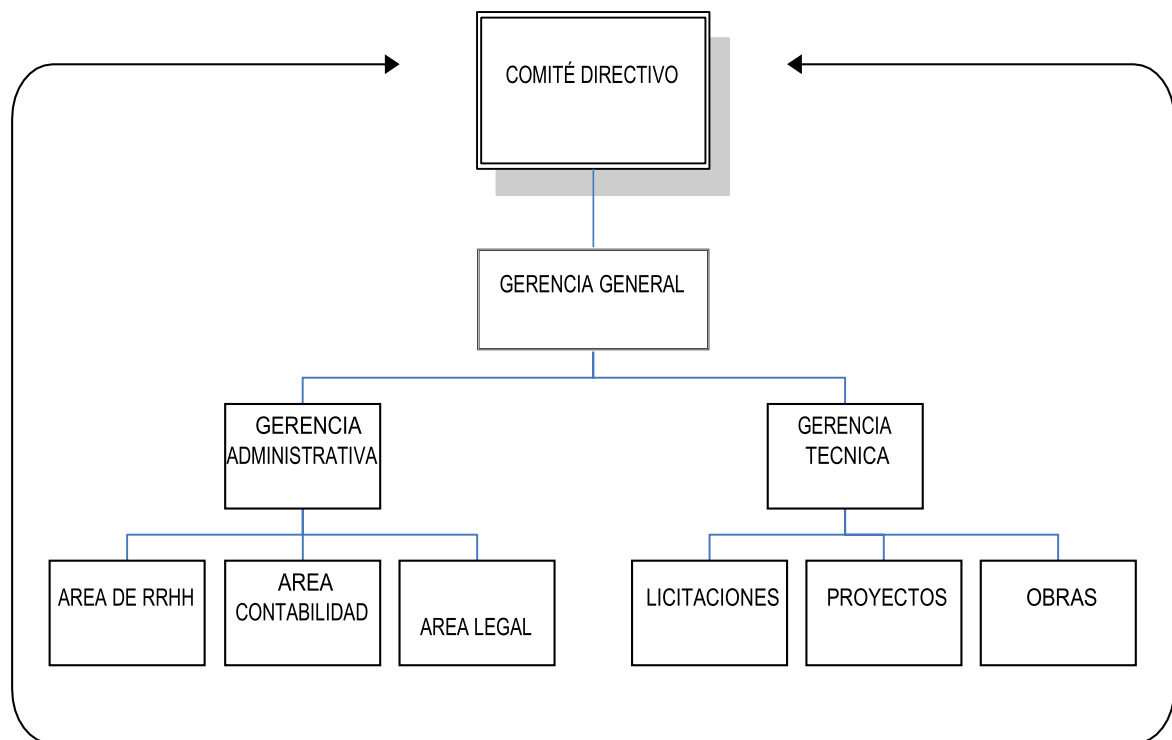 COMITÉ DIRECTIVO
GERENCIA GENERAL
GERENCIA
ADMINISTRATIVA
GERENCIA
TECNICA
AREA DE RRHH
AREA
CONTABILIDAD
AREA LEGAL
LICITACIONES
PROYECTOS
OBRAS